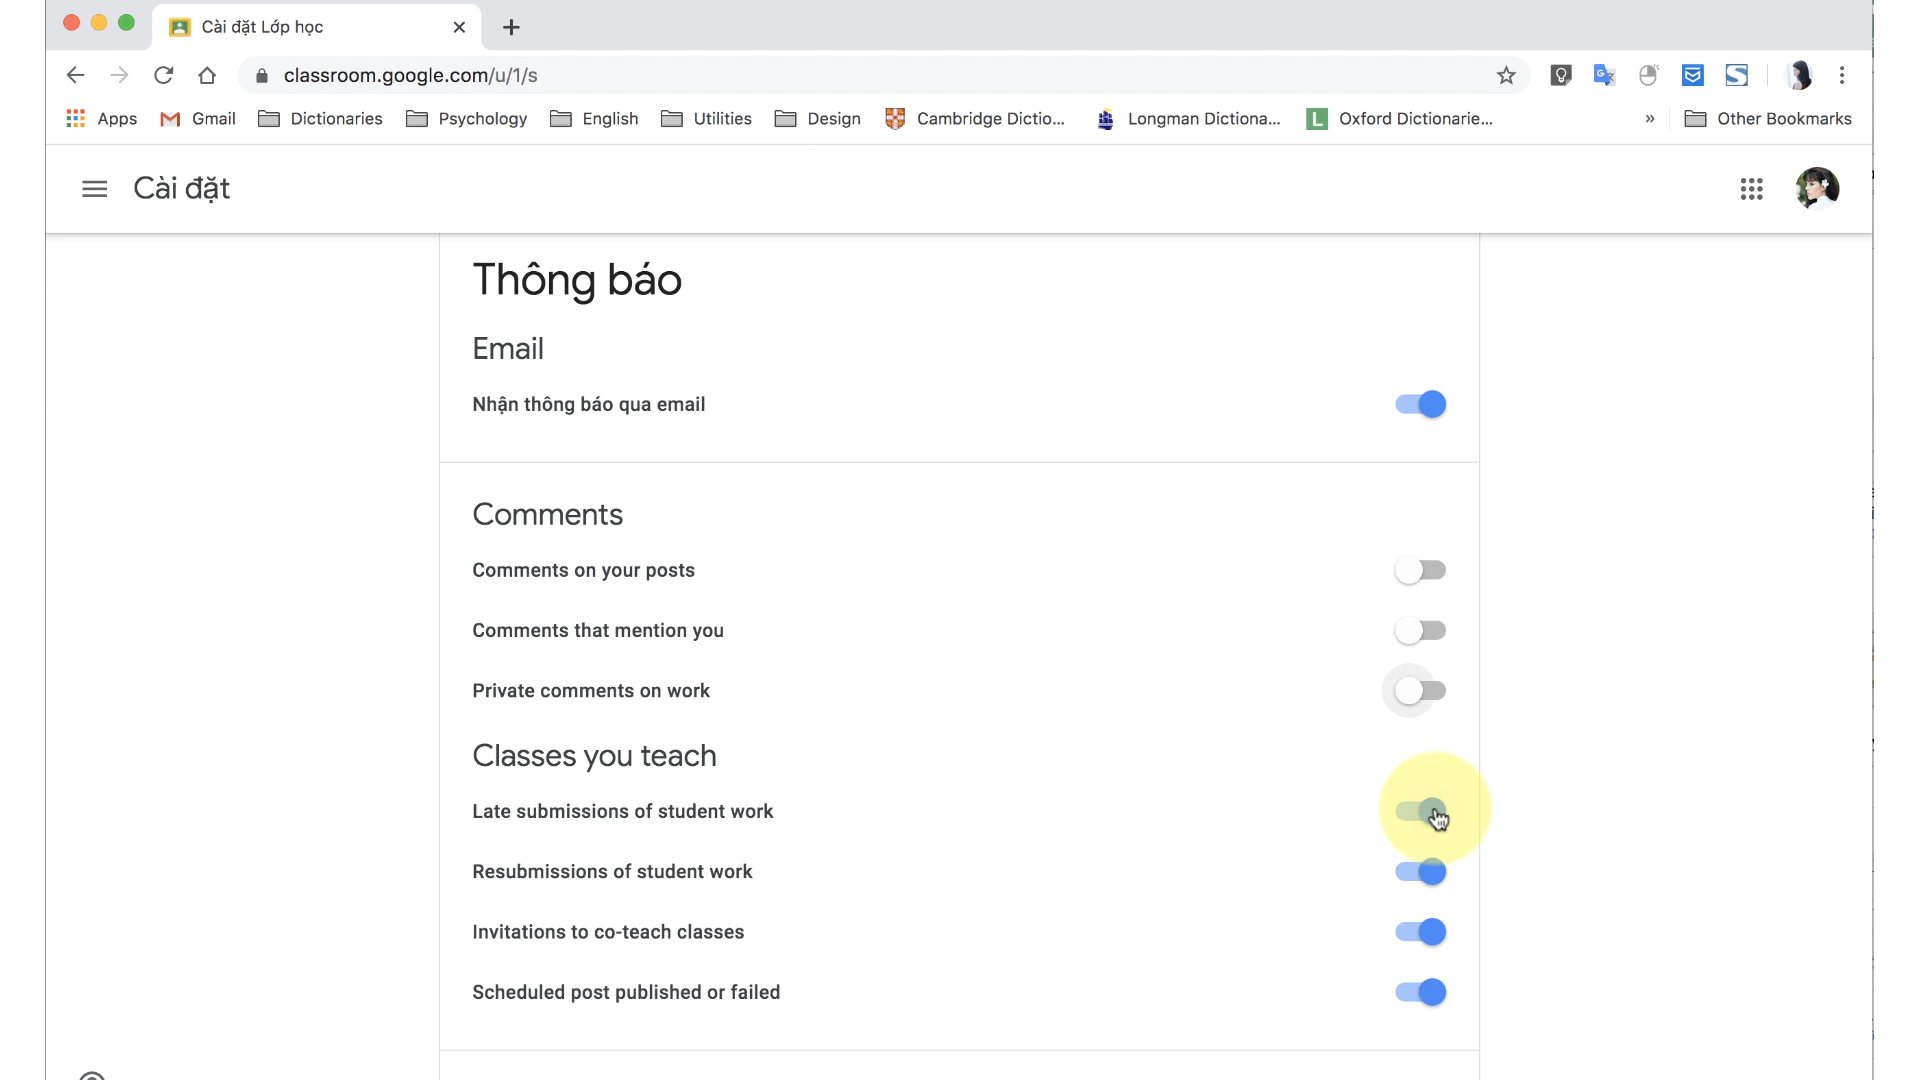 Cài đặt Lớp học
classroom.google.com/u/1/s
Apps Gmail Dictionaries Psychology English Utilities Design Cambridge Dictio... Longman Dictiona... Oxford Dictionarie... » Other Bookmarks
Cài đặt
Thông báo
Email
Nhận thông báo qua email
Comments
Comments on your posts
Comments that mention you
Private comments on work
Classes you teach
Late submissions of student work
Resubmissions of student work
Invitations to co-teach classes
Scheduled post published or failed